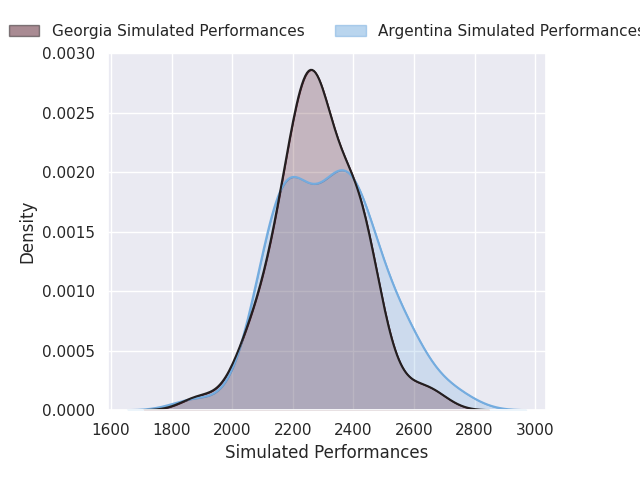 Georgia Simulated Performances Argentina Simulated Performances
0.0030
0.0025
0.0020
0.0015
0.0010
0.0005
0.0000
Density
1600 1800 2000 2200 2400 2600 2800 3000
Simulated Performances